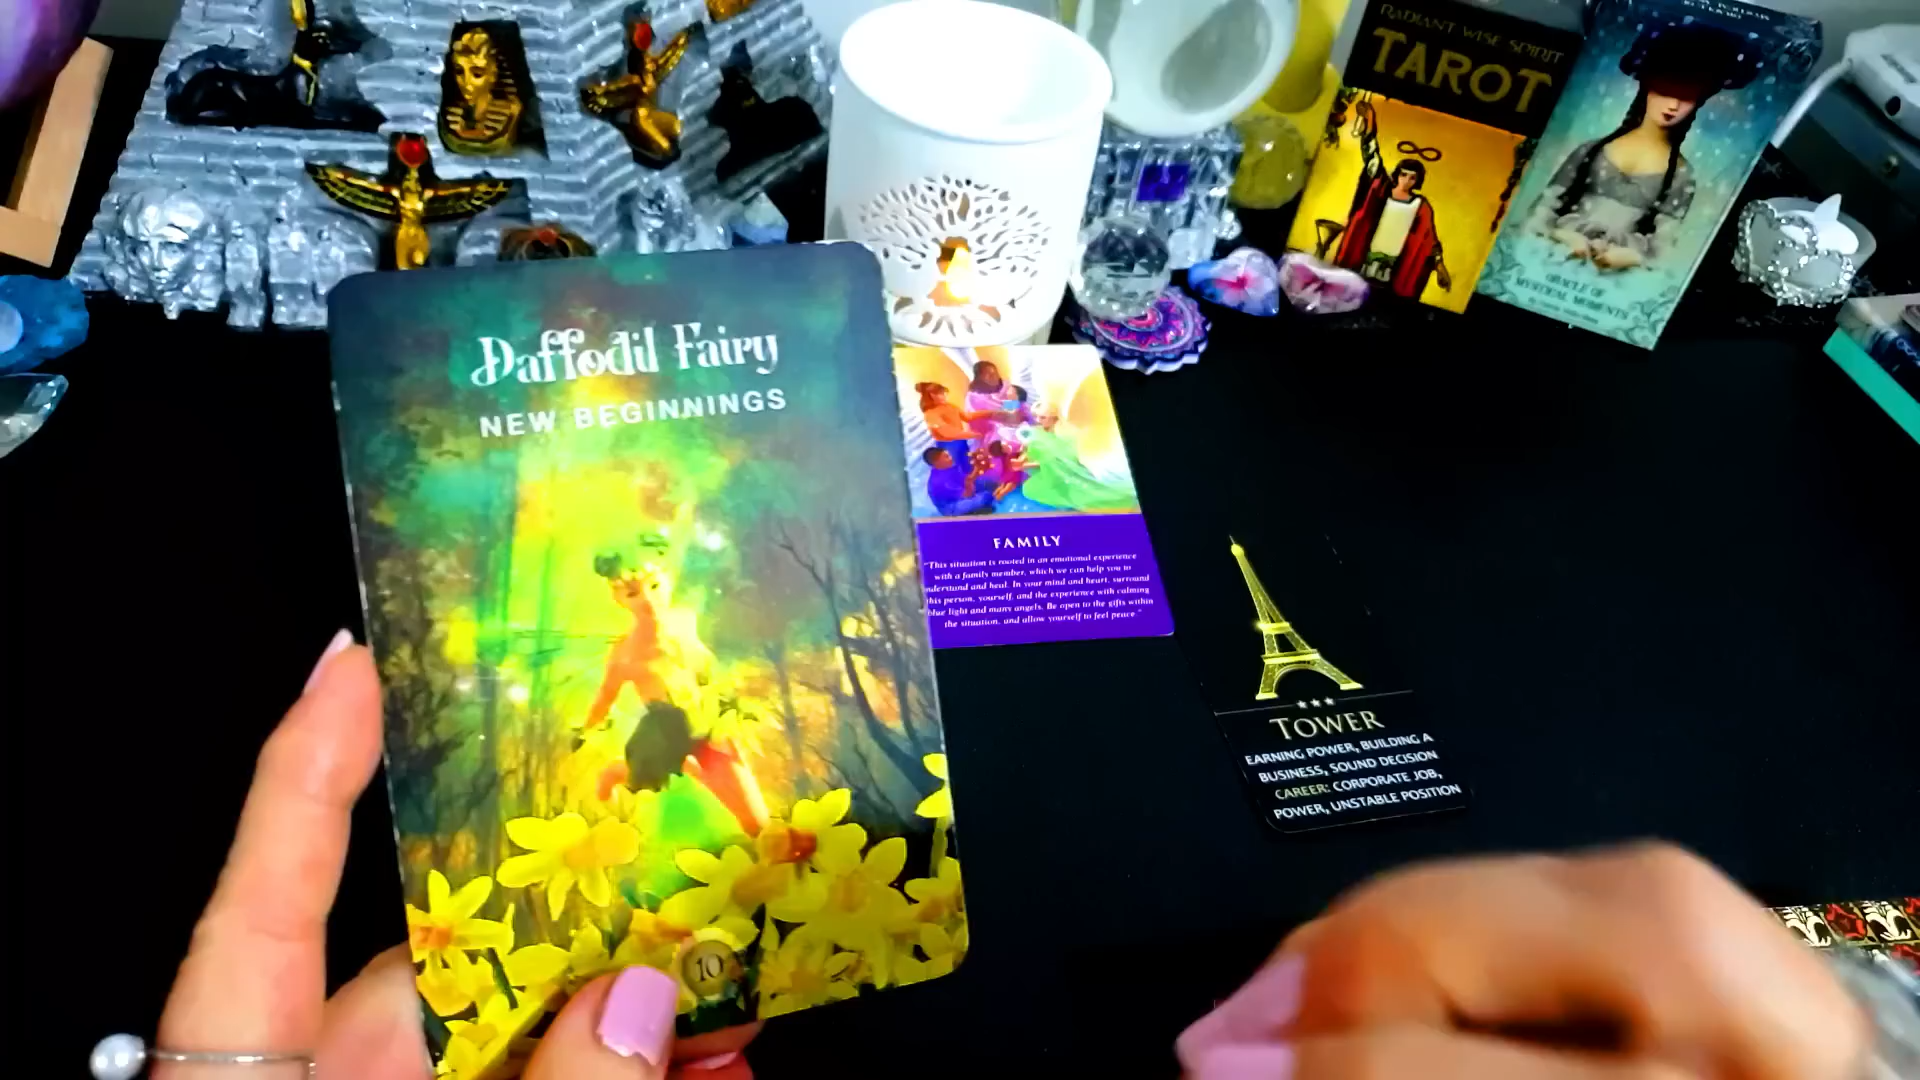 RADIANT WISE SPIRIT
TAROT
ORACLE OF
MYSTICAL MOMENTS
Daffodil Fairy
NEW BEGINNINGS
10
FAMILY
"This situation is rooted in an emotional experience
with a family member, which we can help you to
understand and heal. In your mind and heart, surround
this person, yourself, and the experience with calming
blue light and many angels. Be open to the gifts within
the situation, and allow yourself to feel peace."
TOWER
EARNING POWER, BUILDING A
BUSINESS, SOUND DECISION
CAREER: CORPORATE JOB,
POWER, UNSTABLE POSITION